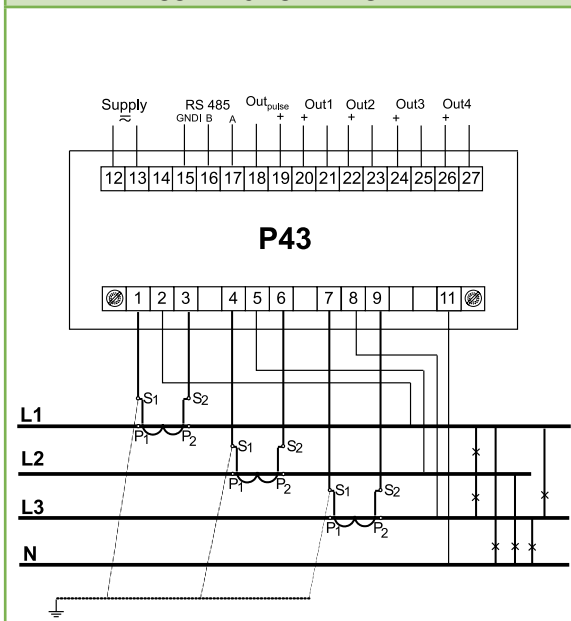 Supply RS 485 Outpulse Out1 Out2 Out3 Out4
≂ GNDI B A + + + + +
12 13 14 15 16 17 18 19 20 21 22 23 24 25 26 27
P43
1 2 3 4 5 6 7 8 9 11
S1 S2
L1
P1 P2
S1 S2
L2
P1 P2
S1 S2
L3
P1 P2
N